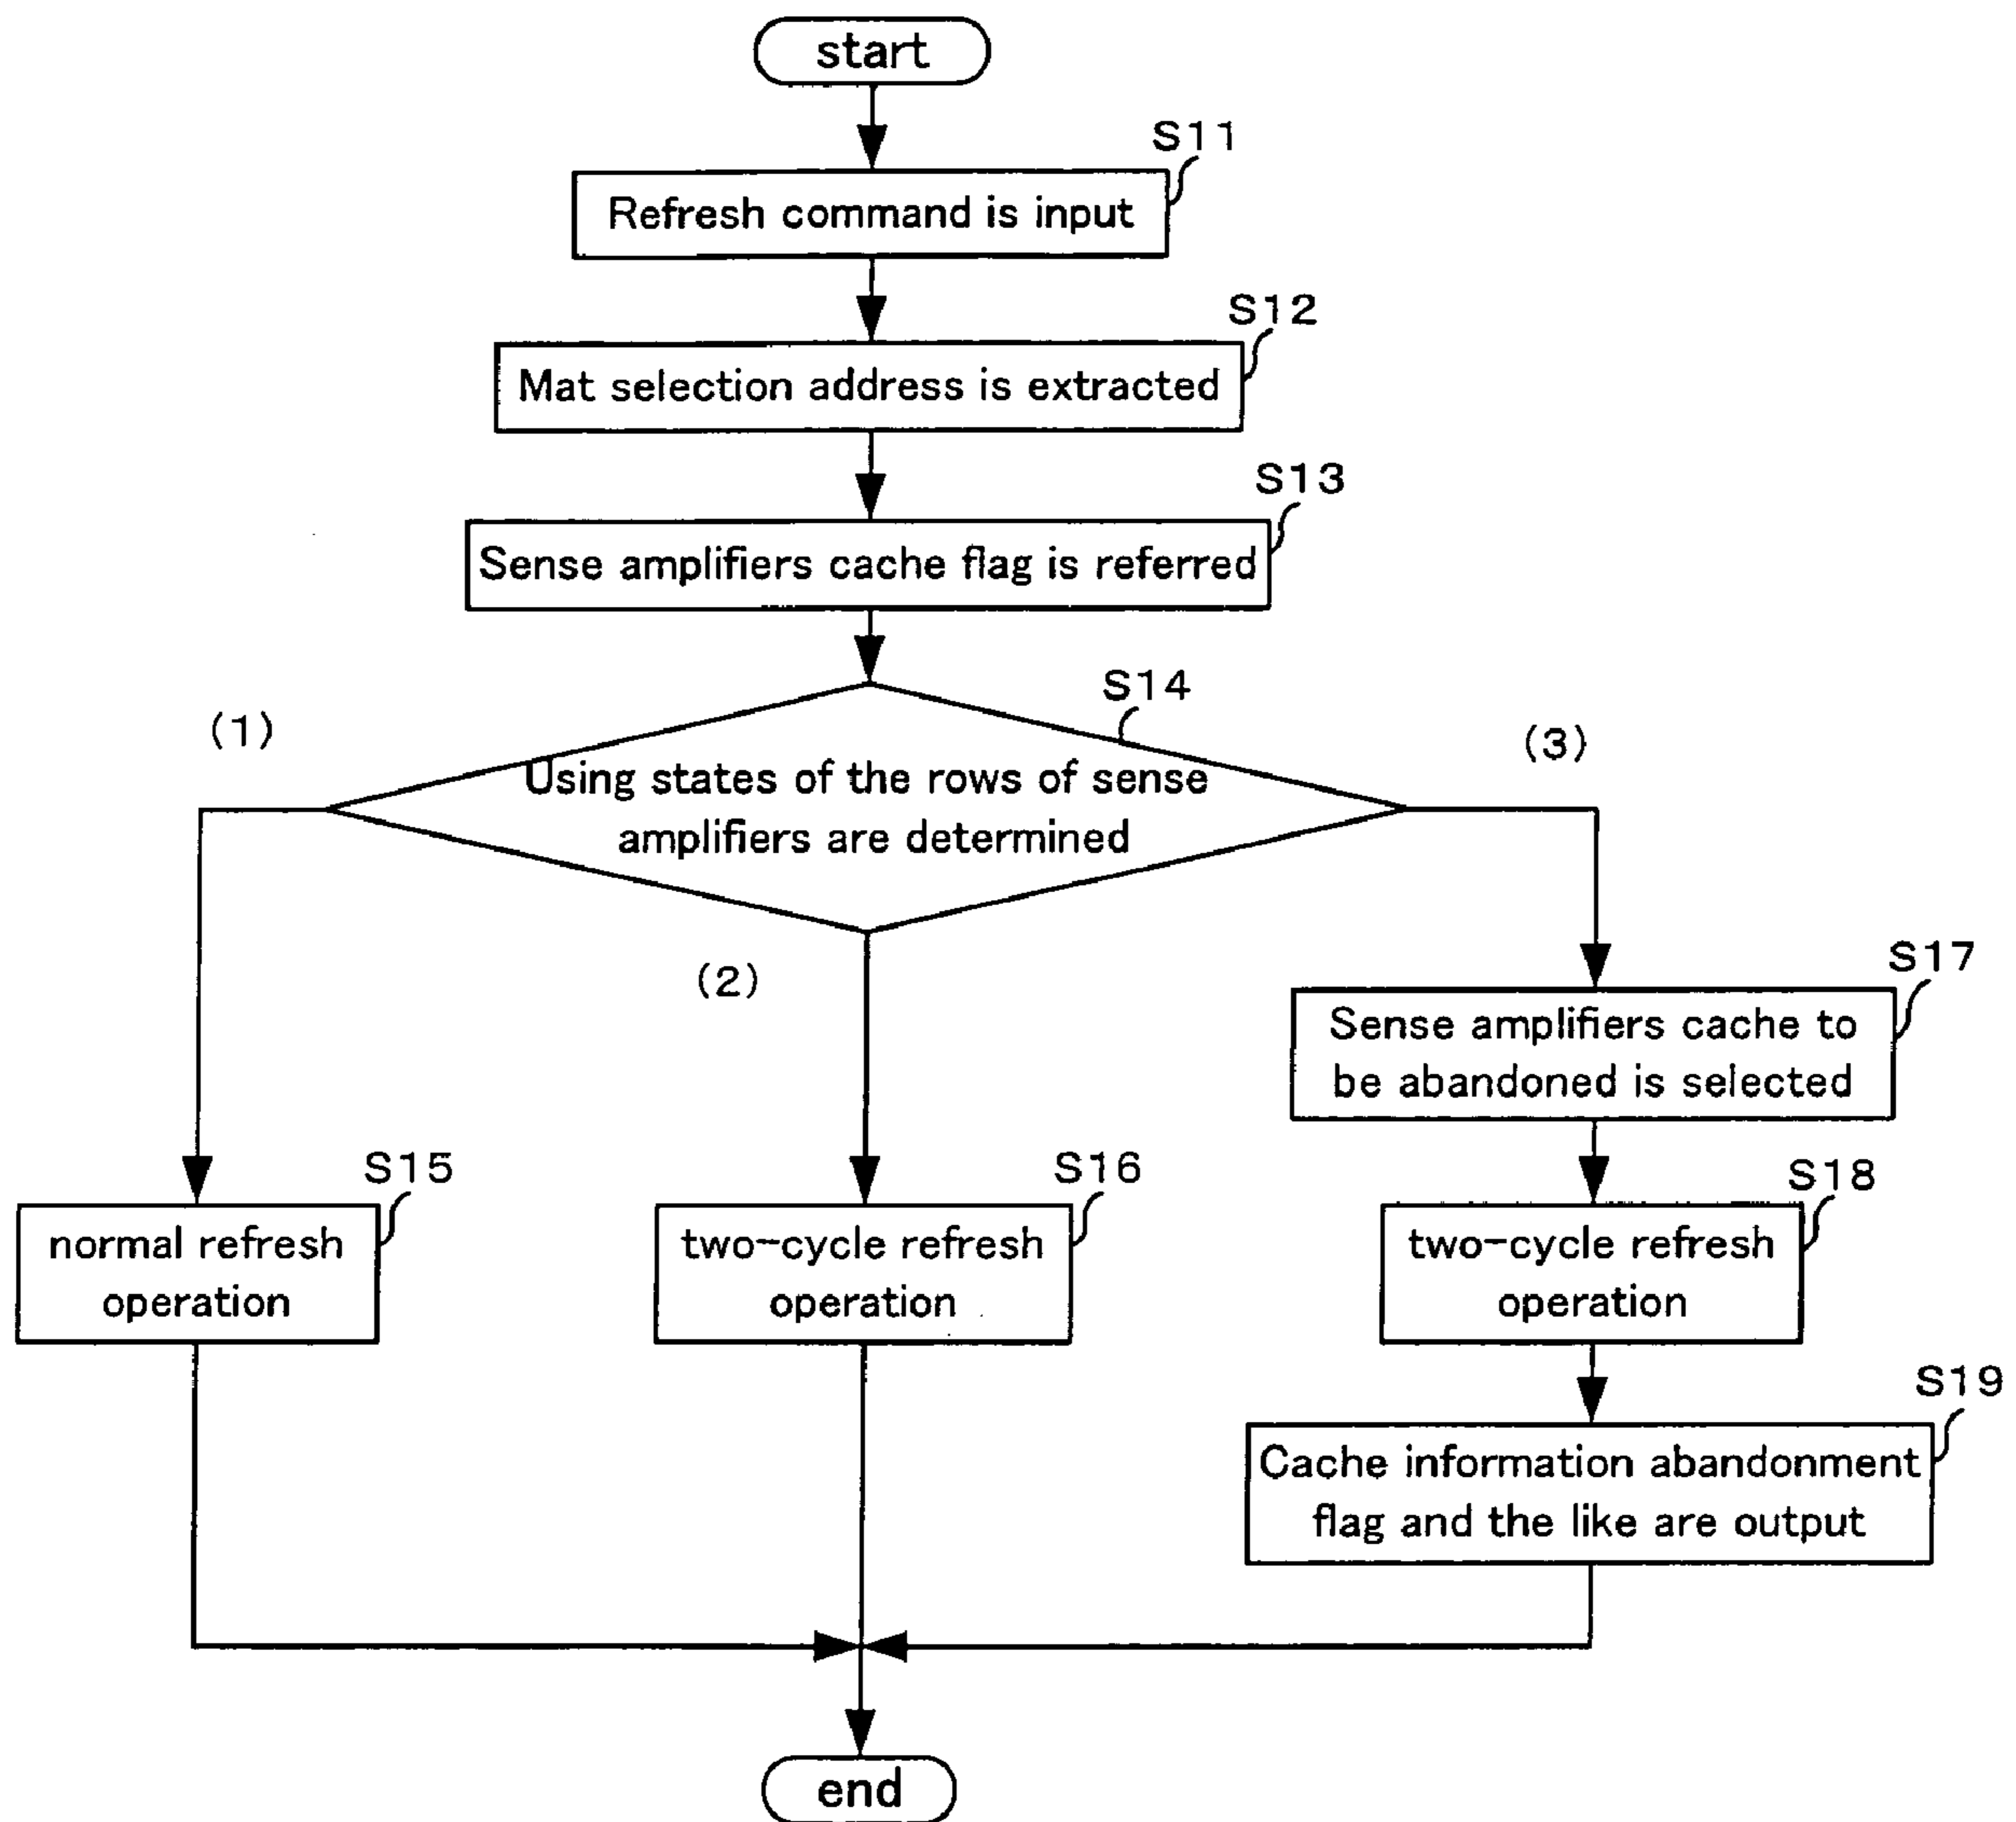 start
S11
Refresh command is input
S12
Mat selection address is extracted
S13
Sense amplifiers cache flag is referred
S14
(1)
(3)
Using states of the rows of sense
amplifiers are determined
(2)
S17
Sense amplifiers cache to
be abandoned is selected
S15
normal refresh
operation
S16
two-cycle refresh
operation
S18
two-cycle refresh
operation
S19
Cache information abandonment
flag and the like are output
end